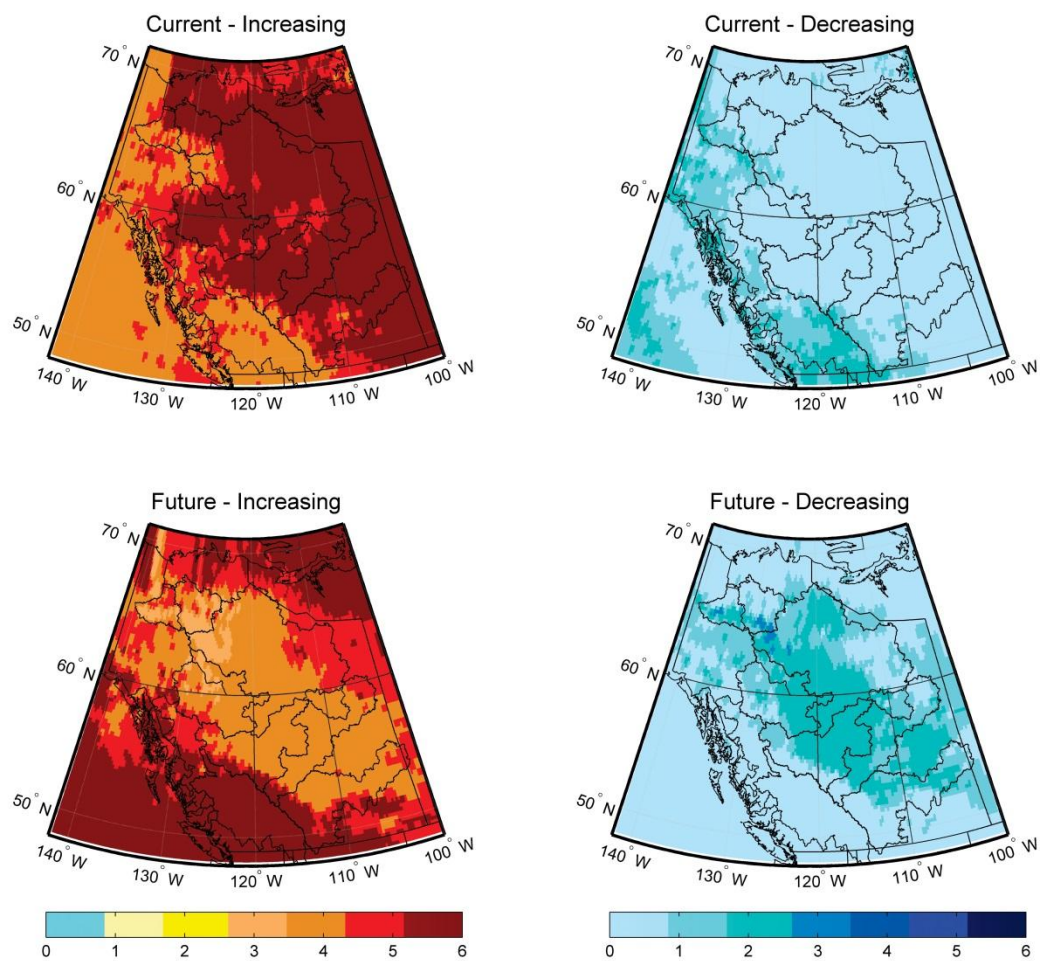 Current - Increasing
Current - Decreasing
70° N
60° N
50° N
140° W
130° W
120° W
110° W
100° W
70° N
60° N
50° N
140° W
130° W
120° W
110° W
100° W
Future - Increasing
Future - Decreasing
70° N
60° N
50° N
140° W
130° W
120° W
110° W
100° W
70° N
60° N
50° N
140° W
130° W
120° W
110° W
100° W
0 1 2 3 4 5 6
0 1 2 3 4 5 6